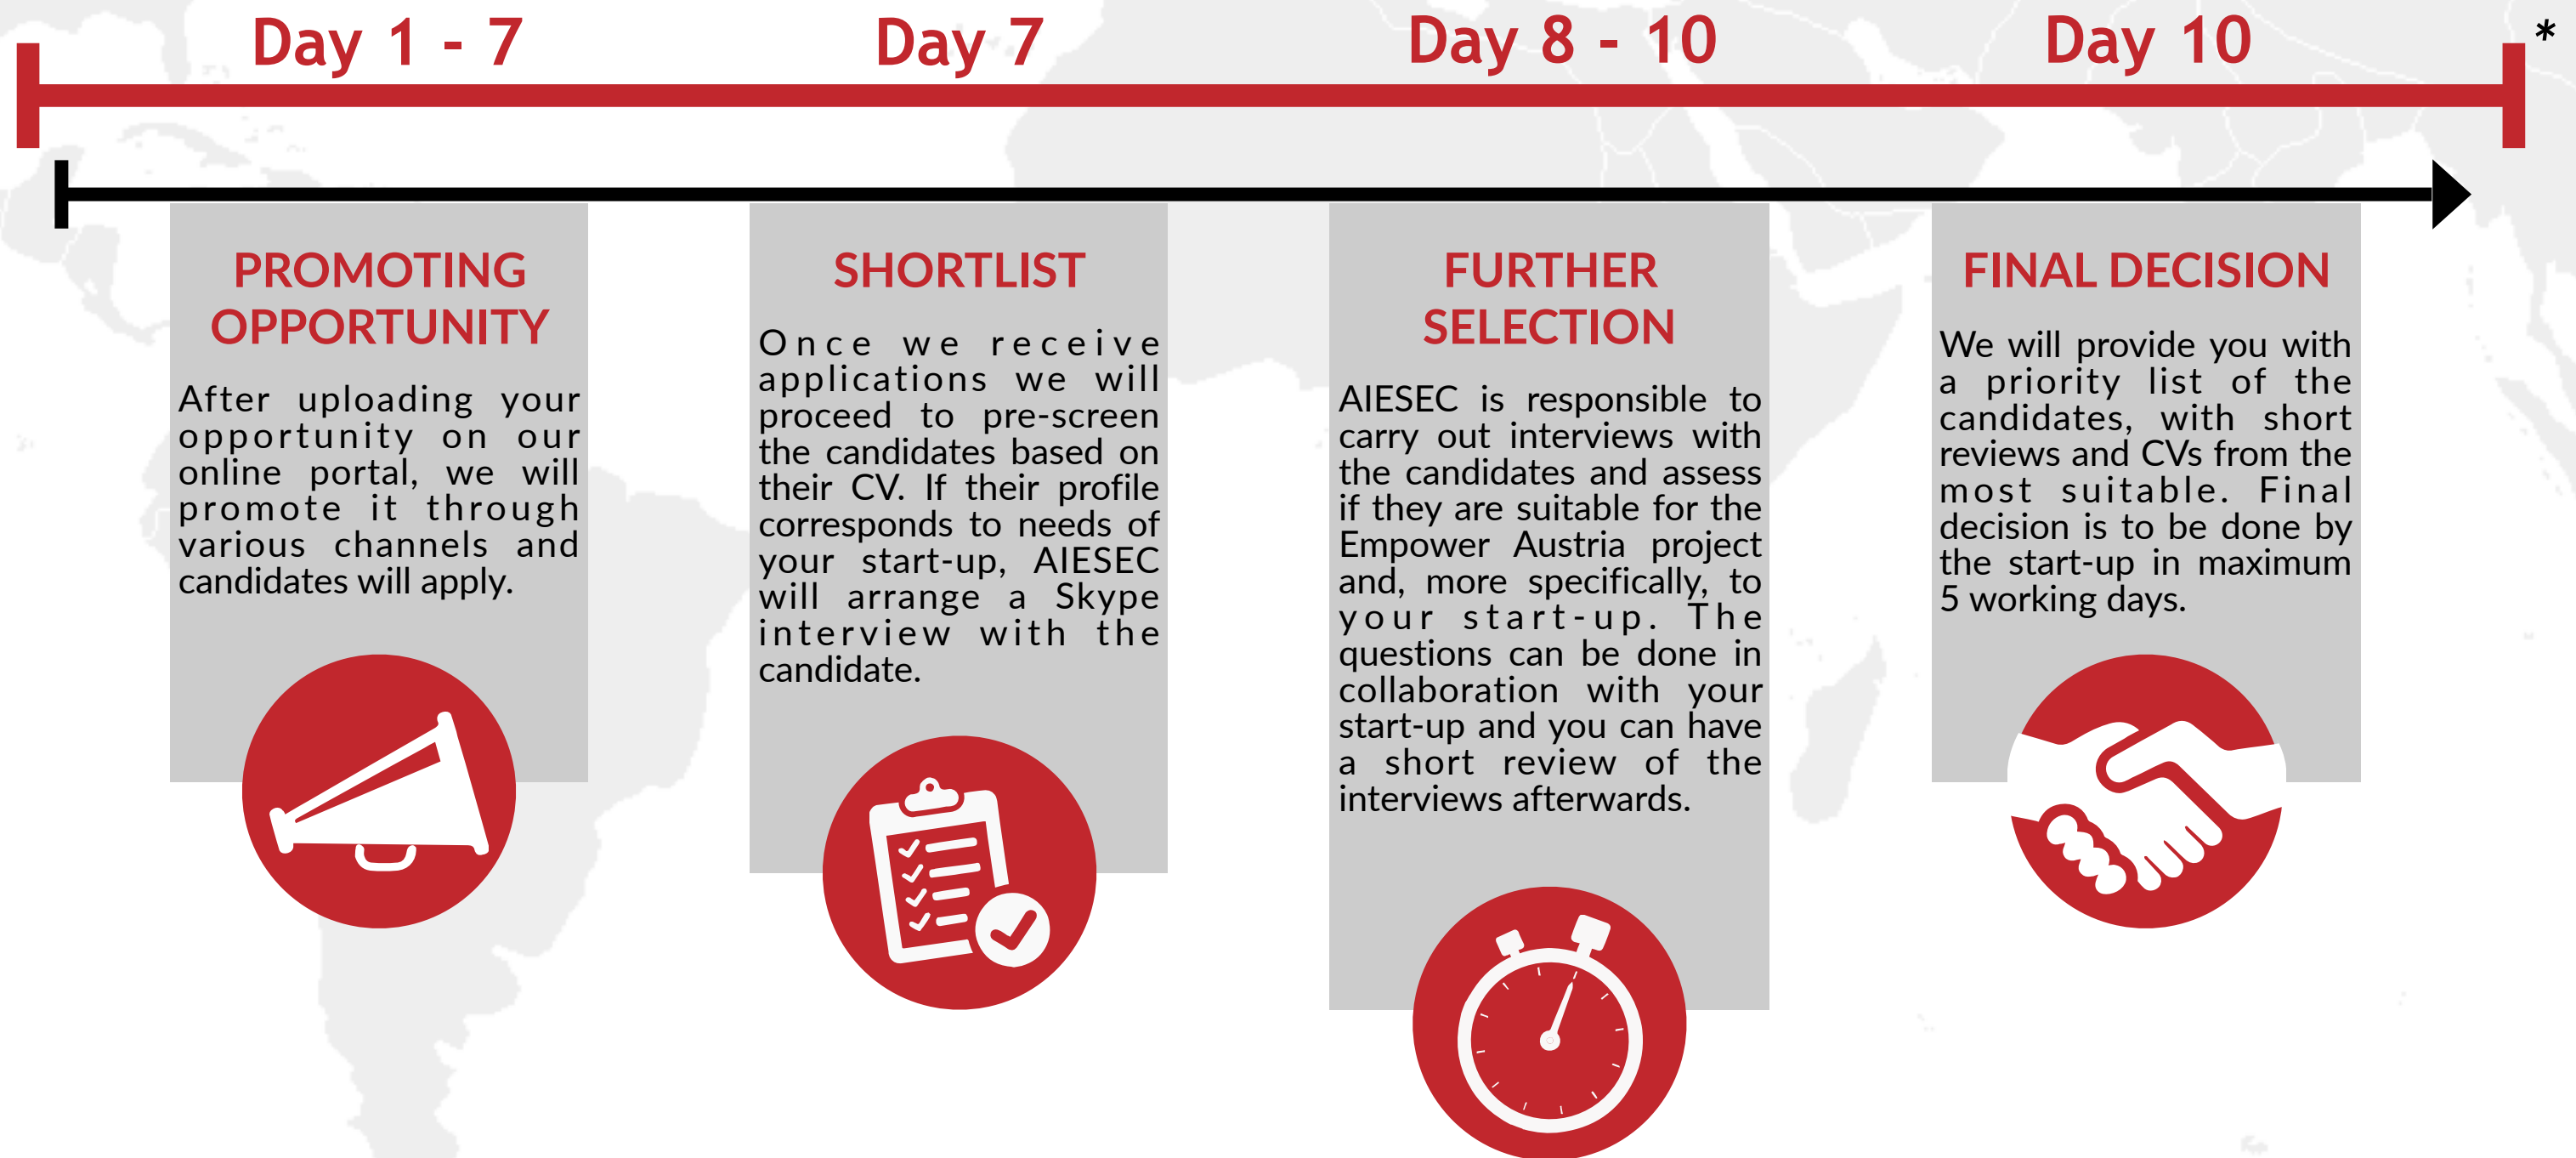 Day 1 - 7
Day 7
Day 8 - 10
Day 10
*
PROMOTING
OPPORTUNITY
After uploading your
opportunity on our
online portal, we will
promote it through
various channels and
candidates will apply.
SHORTLIST
Once we receive
applications we will
proceed to pre-screen
the candidates based on
their CV. If their profile
corresponds to needs of
your start-up, AIESEC
will arrange a Skype
interview with the
candidate.
FURTHER
SELECTION
AIESEC is responsible to
carry out interviews with
the candidates and assess
if they are suitable for the
Empower Austria project
and, more specifically, to
your start-up. The
questions can be done in
collaboration with your
start-up and you can have
a short review of the
interviews afterwards.
FINAL DECISION
We will provide you with
a priority list of the
candidates, with short
reviews and CVs from the
most suitable. Final
decision is to be done by
the start-up in maximum
5 working days.